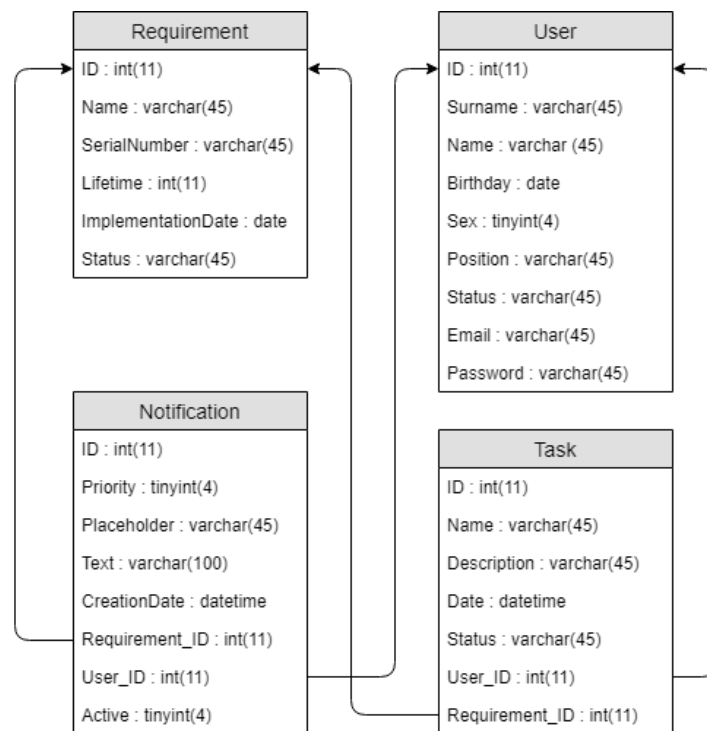 Requirement
ID : int(11)
Name : varchar(45)
SerialNumber : varchar(45)
Lifetime : int(11)
ImplementationDate : date
Status : varchar(45)
User
ID : int(11)
Surname : varchar(45)
Name : varchar (45)
Birthday : date
Sex : tinyint(4)
Position : varchar(45)
Status : varchar(45)
Email : varchar(45)
Password : varchar(45)
Notification
ID : int(11)
Priority : tinyint(4)
Placeholder : varchar(45)
Text : varchar(100)
CreationDate : datetime
Requirement_ID : int(11)
User_ID : int(11)
Active : tinyint(4)
Task
ID : int(11)
Name : varchar(45)
Description : varchar(45)
Date : datetime
Status : varchar(45)
User_ID : int(11)
Requirement_ID : int(11)